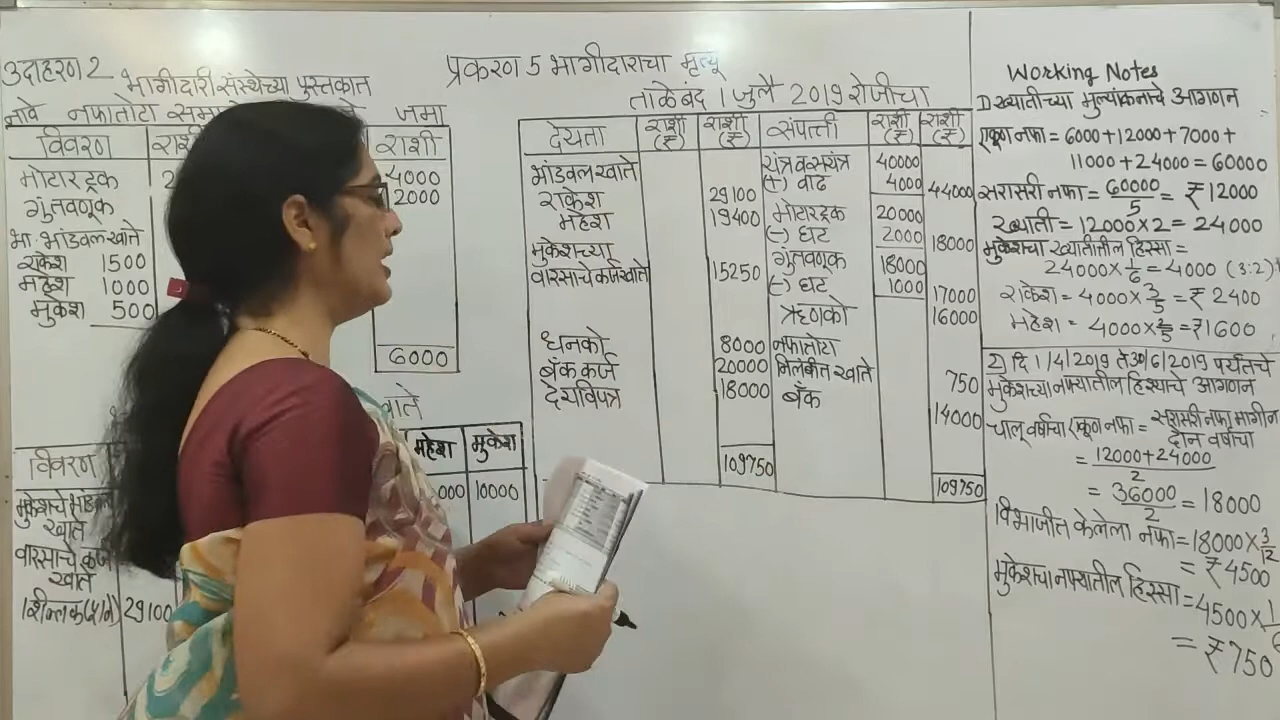 उदाहरण 2
प्रकरण 5 भागीदाराचा मृत्यू
भागीदारी संस्थेच्या पुस्तकात
नावे नफातोटा जमा
विवरण राशी
मोटारट्रक 4000
गुंतवणूक 2000
भा. भांडवल खाते
राकेश 1500
महेश 1000
मुकेश 500
6000
विवरण महेश मुकेश
10000
मुकेशचे
खाते
वारसाचे कर्ज
खाते
29100
ताळेबंद 1 जुलै 2019 रोजीचा
देयता राशी (₹) राशी (₹) संपत्ती राशी (₹) राशी (₹)
भांडवल खाते यंत्र व सयंत्र 40000
राकेश 29100 (+) वाढ 4000 44000
महेश 19400 मोटारट्रक 20000
मुकेशच्या (-) घट 2000 18000
वारसाचे कर्जखाते 15250 गुंतवणूक 18000
(-) घट 1000 17000
ऋणको 16000
धनको 8000 नफातोटा
बँक कर्ज 20000 निलंबीत खाते 750
देयविपत्र 18000 बँक 14000
109750 109750
Working Notes
1) ख्यातीच्या मुल्यांकनाचे आगणन
एकूण नफा = 6000 + 12000 + 7000 +
11000 + 24000 = 60000
सरासरी नफा = 60000/5 = ₹ 12000
ख्याती = 12000 × 2 = 24000
मुकेशचा ख्यातीतील हिस्सा =
24000 × 1/6 = 4000 (3:2)
राकेश = 4000 × 3/5 = ₹ 2400
महेश = 4000 × 2/5 = ₹ 1600
2) दि 1/4/2019 ते 30/6/2019 पर्यंतचे
मुकेशच्या नफ्यातील हिश्याचे आगणन
चालू वर्षाचा एकूण नफा = सरासरी नफा मागील
दोन वर्षाचा
= 12000 + 24000
2
= 36000/2 = 18000
विभाजीत केलेला नफा = 18000 × 3/12
= ₹ 4500
मुकेशचा नफ्यातील हिस्सा = 4500 × 1/6
= ₹ 750